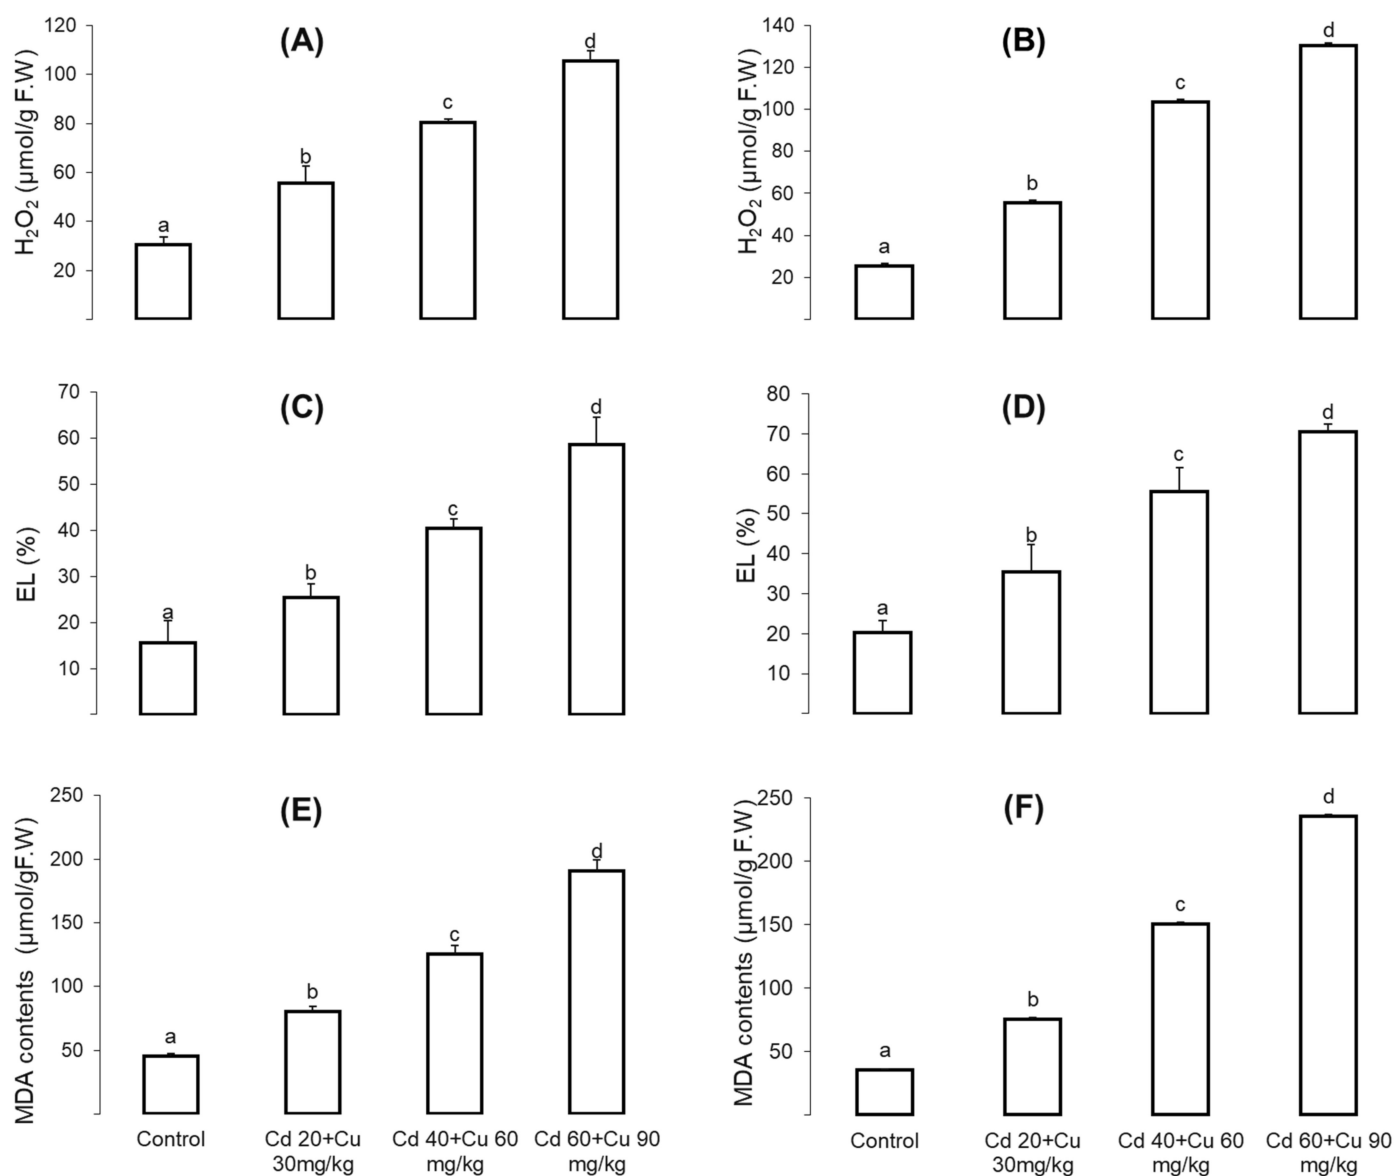 (A)
H₂O₂ (µmol/g F.W)
120
100
80
60
40
20
a
b
c
d
(B)
H₂O₂ (µmol/g F.W)
140
120
100
80
60
40
20
a
b
c
d
(C)
EL (%)
70
60
50
40
30
20
10
a
b
c
d
(D)
EL (%)
80
70
60
50
40
30
20
10
a
b
c
d
(E)
MDA contents (µmol/gF.W)
250
200
150
100
50
a
b
c
d
Control
Cd 20+Cu
30mg/kg
Cd 40+Cu 60
mg/kg
Cd 60+Cu 90
mg/kg
(F)
MDA contents (µmol/g F.W)
250
200
150
100
50
a
b
c
d
Control
Cd 20+Cu
30mg/kg
Cd 40+Cu 60
mg/kg
Cd 60+Cu 90
mg/kg